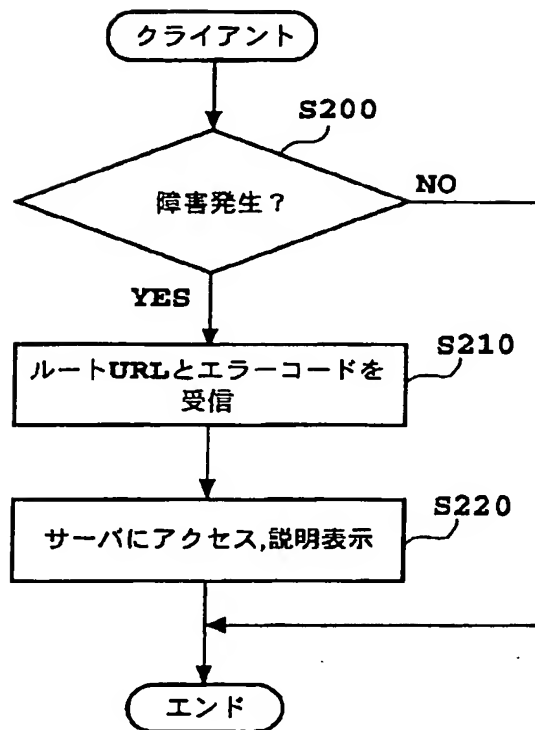 クライアント
S200
障害発生?
NO
YES
S210
ルートURLとエラーコードを
受信
S220
サーバにアクセス,説明表示
エンド